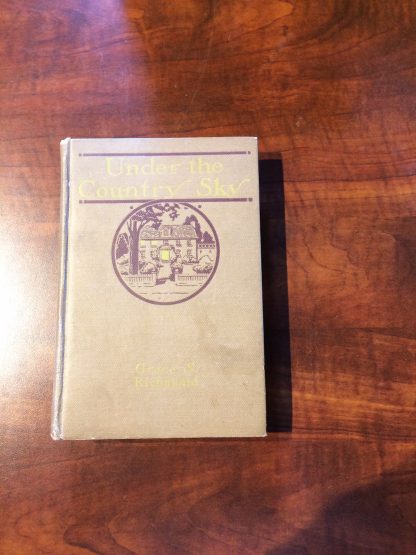 Under the
Country Sky
Grace S.
Richmond